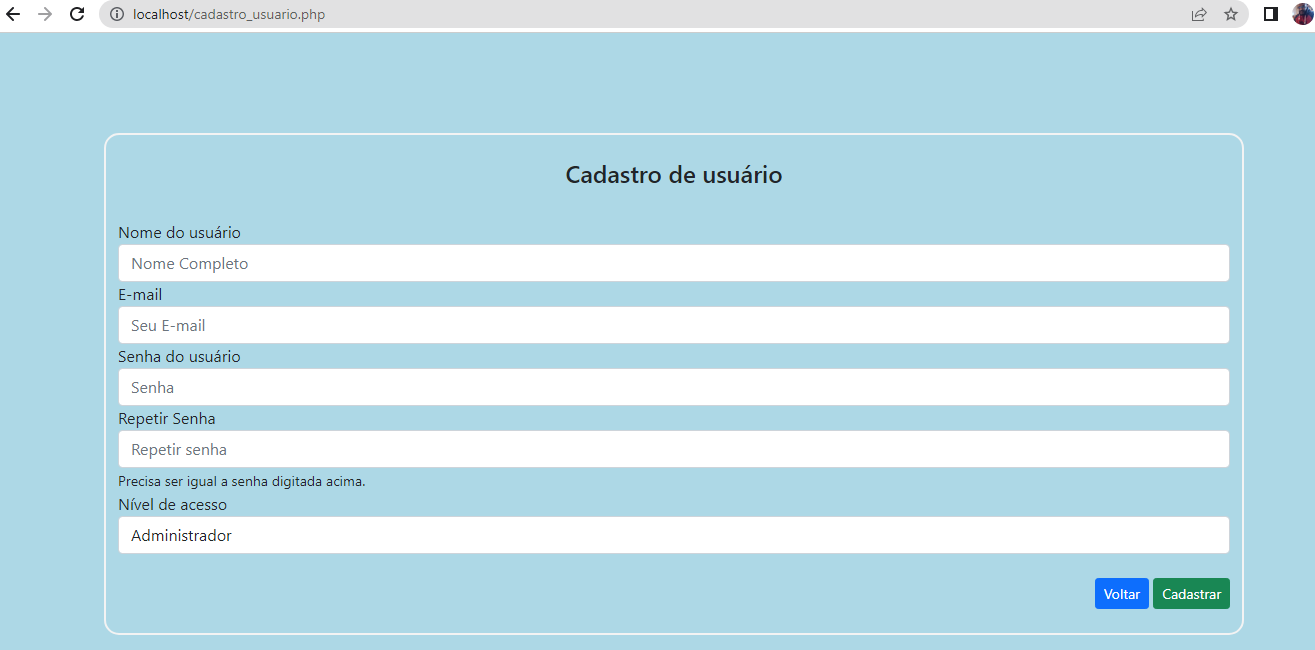 localhost/cadastro_usuario.php
Cadastro de usuário
Nome do usuário
Nome Completo
E-mail
Seu E-mail
Senha do usuário
Senha
Repetir Senha
Repetir senha
Precisa ser igual a senha digitada acima.
Nível de acesso
Administrador
Voltar Cadastrar